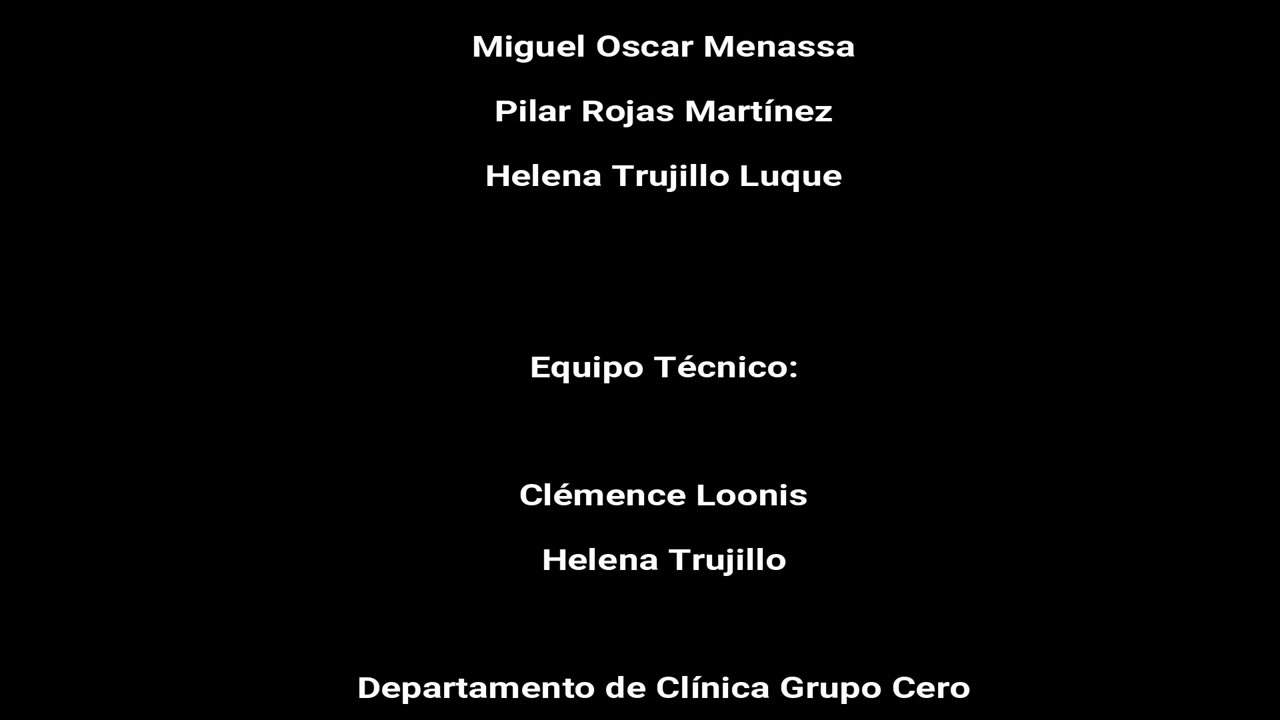 Miguel Oscar Menassa
Pilar Rojas Martínez
Helena Trujillo Luque
Equipo Técnico:
Clémence Loonis
Helena Trujillo
Departamento de Clínica Grupo Cero